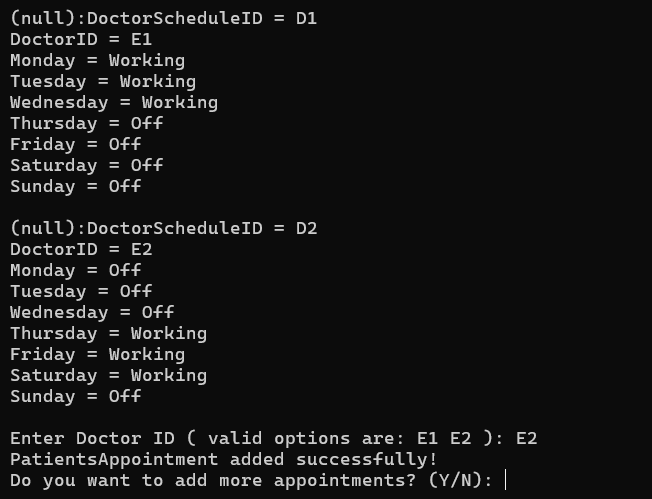 (null):DoctorScheduleID = D1
DoctorID = E1
Monday = Working
Tuesday = Working
Wednesday = Working
Thursday = Off
Friday = Off
Saturday = Off
Sunday = Off

(null):DoctorScheduleID = D2
DoctorID = E2
Monday = Off
Tuesday = Off
Wednesday = Off
Thursday = Working
Friday = Working
Saturday = Working
Sunday = Off

Enter Doctor ID ( valid options are: E1 E2 ): E2
PatientsAppointment added successfully!
Do you want to add more appointments? (Y/N):